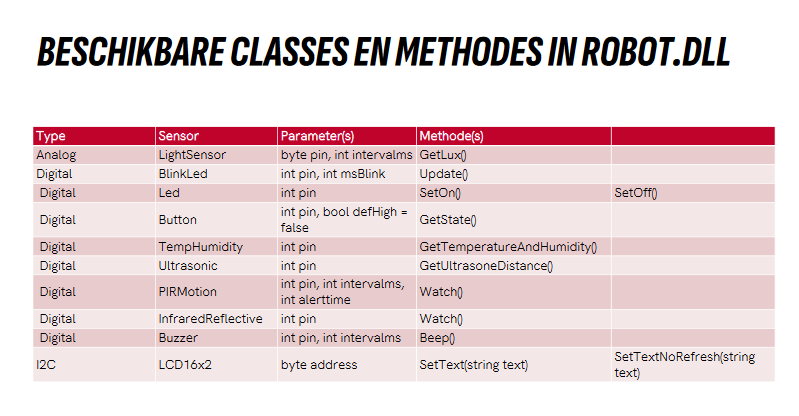 BESCHIKBARE CLASSES EN METHODES IN ROBOT.DLL
Type Sensor Parameter(s) Methode(s)
Analog LightSensor byte pin, int intervalms GetLux()
Digital BlinkLed int pin, int msBlink Update()
Digital Led int pin SetOn() SetOff()
Digital Button int pin, bool defHigh = false GetState()
Digital TempHumidity int pin GetTemperatureAndHumidity()
Digital Ultrasonic int pin GetUltrasoneDistance()
Digital PIRMotion int pin, int intervalms, int alerttime Watch()
Digital InfraredReflective int pin Watch()
Digital Buzzer int pin, int intervalms Beep()
I2C LCD16x2 byte address SetText(string text) SetTextNoRefresh(string text)